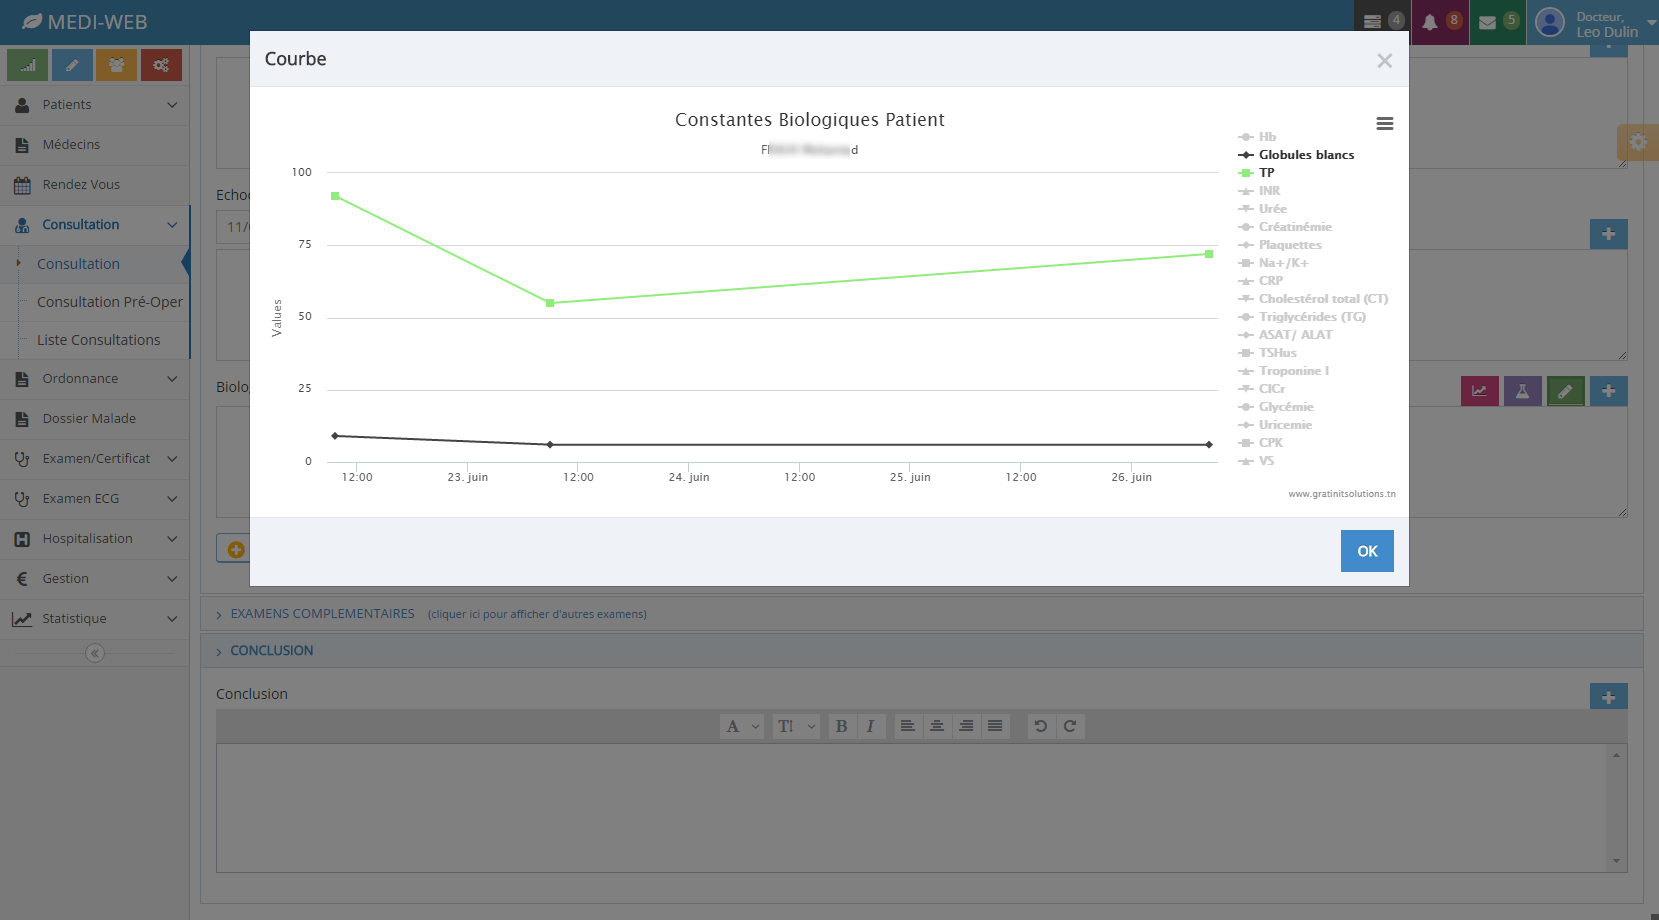 MEDI-WEB
4
8
5
Docteur,
Leo Dulin
Patients
Médecins
Rendez Vous
Consultation
Consultation
Consultation Pré-Oper
Liste Consultations
Ordonnance
Dossier Malade
Examen/Certificat
Examen ECG
Hospitalisation
Gestion
Statistique
11/
Courbe
×
Constantes Biologiques Patient
100
75
50
25
0
Values
12:00
23. juin
12:00
24. juin
12:00
25. juin
12:00
26. juin
Hb
Globules blancs
TP
INR
Urée
Créatinémie
Plaquettes
Na+/K+
CRP
Cholestérol total (CT)
Triglycérides (TG)
ASAT/ ALAT
TSHus
Troponine I
ClCr
Glycémie
Uricemie
CPK
VS
www.gratinitsolutions.tn
OK
EXAMENS COMPLEMENTAIRES (cliquer ici pour afficher d'autres examens)
CONCLUSION
Conclusion
A TI B I